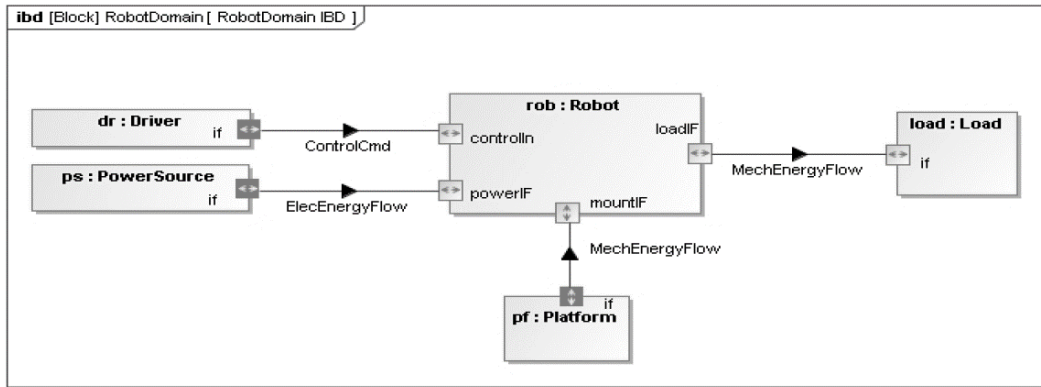 ibd [Block] RobotDomain [ RobotDomain IBD ]
dr : Driver
if
ControlCmd
ps : PowerSource
if
ElecEnergyFlow
rob : Robot
controlIn
loadIF
powerIF
mountIF
MechEnergyFlow
load : Load
if
MechEnergyFlow
if
pf : Platform